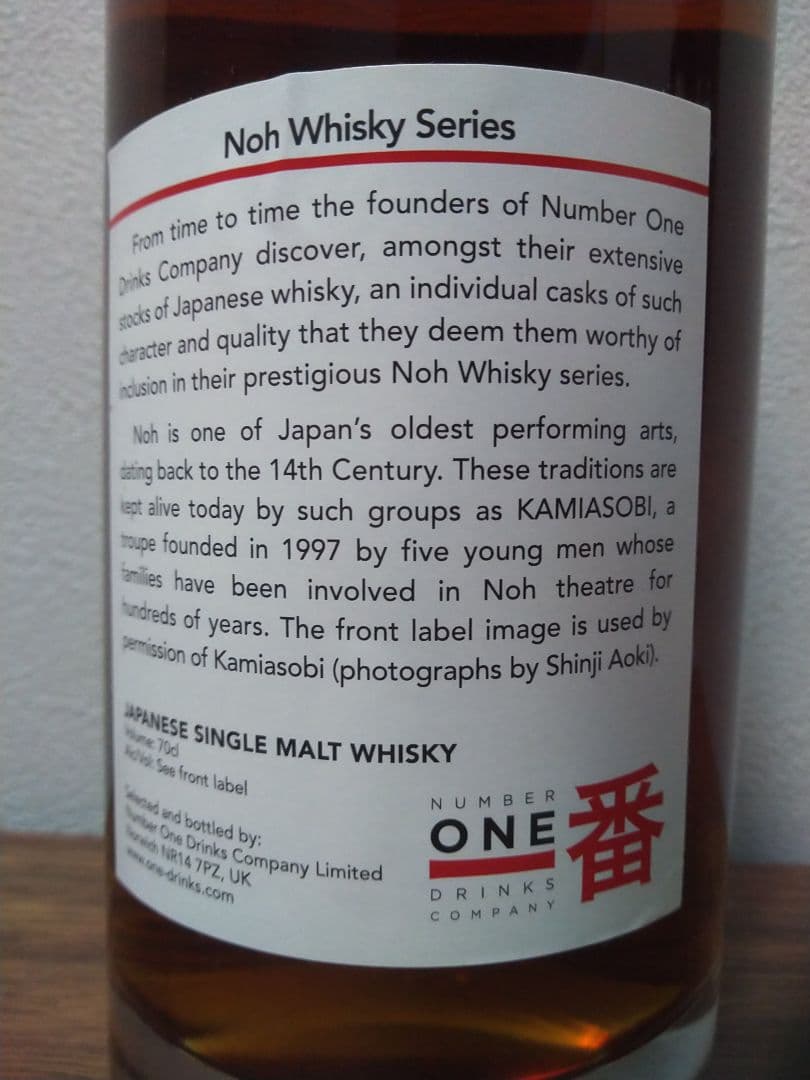 Noh Whisky Series
From time to time the founders of Number One
Drinks Company discover, amongst their extensive
stocks of Japanese whisky, an individual casks of such
character and quality that they deem them worthy of
inclusion in their prestigious Noh Whisky series.
Noh is one of Japan's oldest performing arts,
dating back to the 14th Century. These traditions are
kept alive today by such groups as KAMIASOBI, a
troupe founded in 1997 by five young men whose
families have been involved in Noh theatre for
hundreds of years. The front label image is used by
permission of Kamiasobi (photographs by Shinji Aoki).
JAPANESE SINGLE MALT WHISKY
Volume: 70cl
Alc/Vol: See front label
Selected and bottled by:
Number One Drinks Company Limited
Norwich NR14 7PZ, UK
www.one-drinks.com
NUMBER
ONE
DRINKS
COMPANY
一番